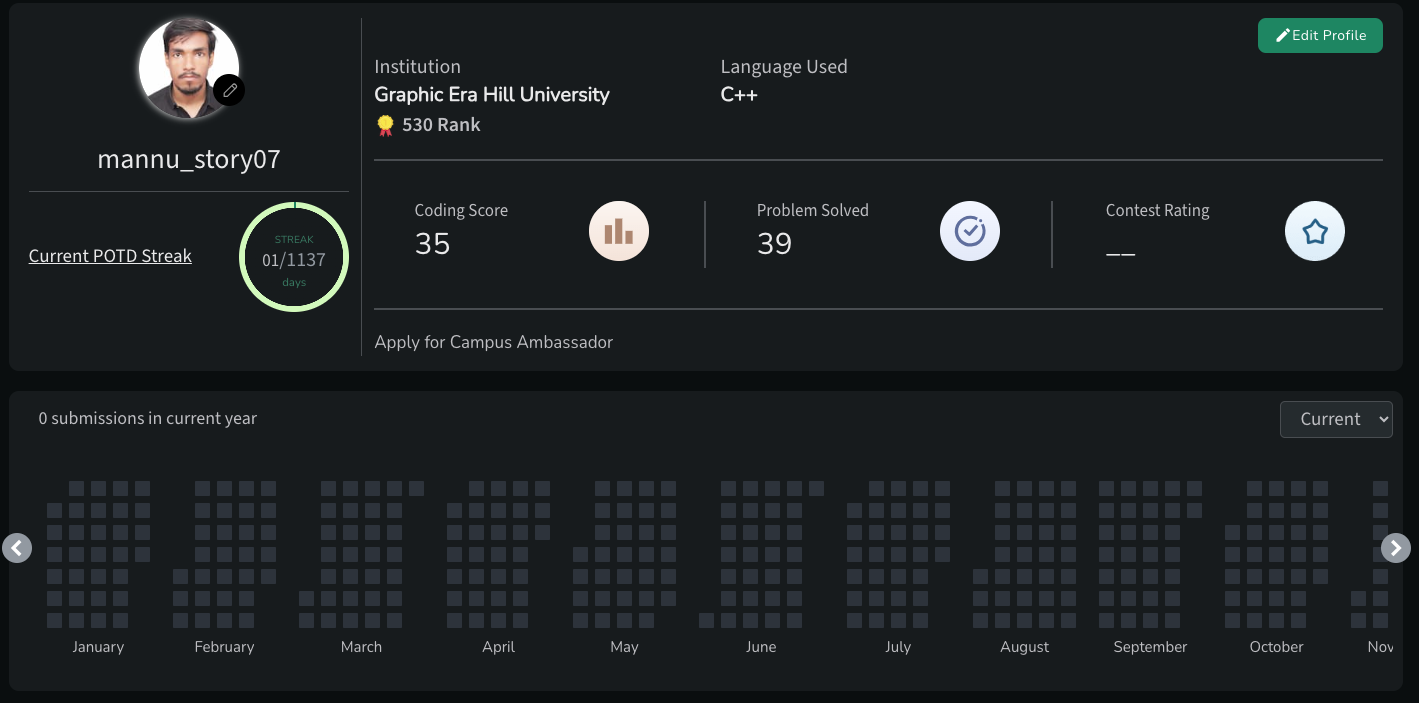 Edit Profile
Institution
Language Used
Graphic Era Hill University
C++
530 Rank
mannu_story07
Current POTD Streak
STREAK
01/1137
days
Coding Score
35
Problem Solved
39
Contest Rating
__
Apply for Campus Ambassador
0 submissions in current year
Current
January
February
March
April
May
June
July
August
September
October
Nov